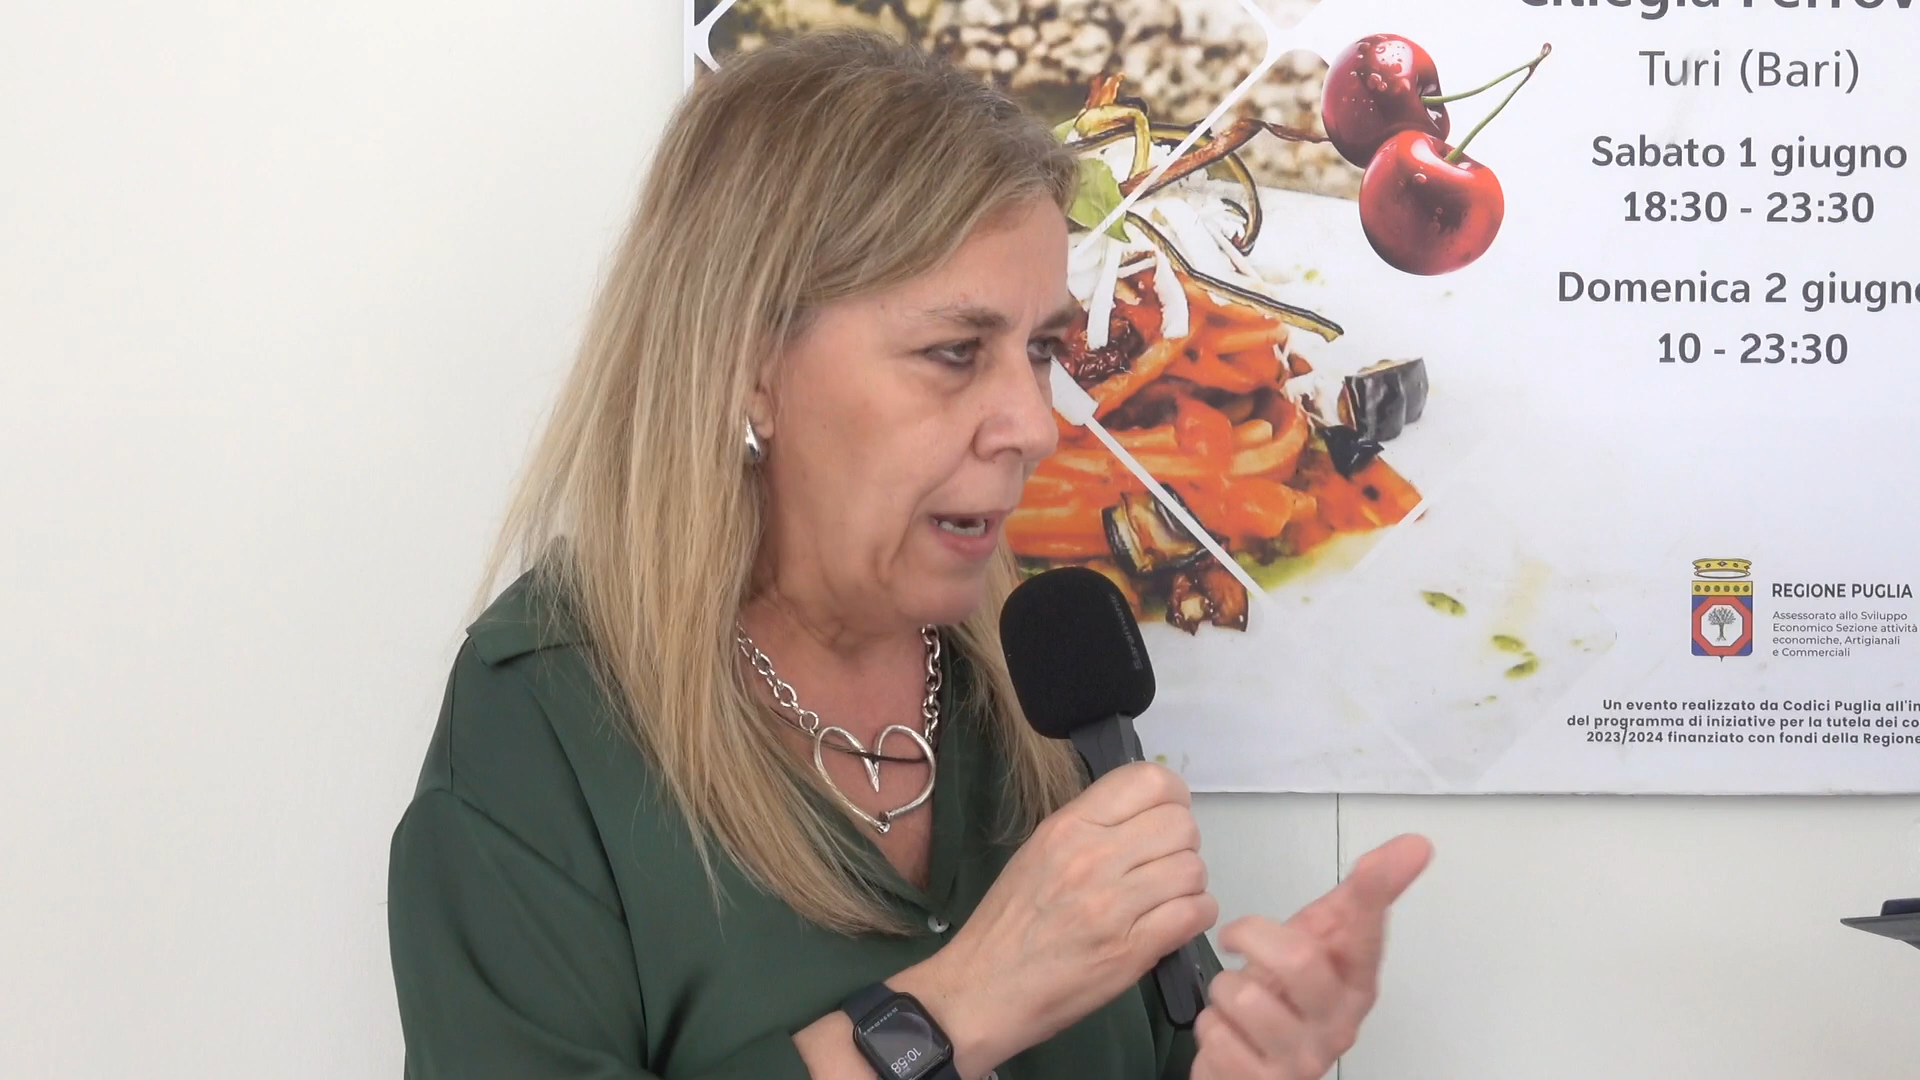 Turi (Bari)
Sabato 1 giugno
18:30 - 23:30
Domenica 2 giugno
10 - 23:30
REGIONE PUGLIA
Assessorato allo Sviluppo
Economico Sezione attività
economiche, Artigianali
e Commerciali
Un evento realizzato da Codici Puglia all'in
del programma di iniziative per la tutela dei co
2023/2024 finanziato con fondi della Regione
Saramonic
10:58